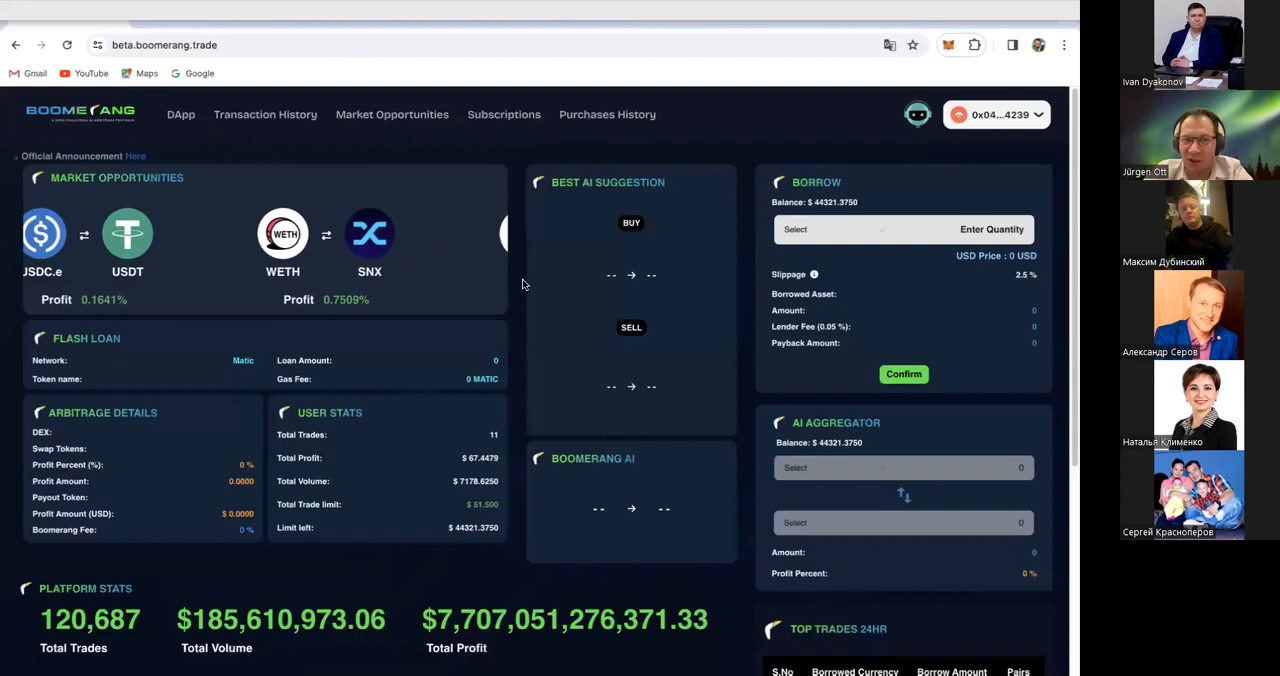 beta.boomerang.trade
Gmail YouTube Maps Google
BOOMERANG
DApp Transaction History Market Opportunities Subscriptions Purchases History
0x04...4239
Official Announcement Here
MARKET OPPORTUNITIES
WETH
JSDC.e USDT WETH SNX
Profit 0.1641% Profit 0.7509%
FLASH LOAN
Network: Matic Loan Amount: 0
Token name: Gas Fee: 0 MATIC
ARBITRAGE DETAILS
DEX:
Swap Tokens:
Profit Percent (%): 0 %
Profit Amount: 0.0000
Payout Token:
Profit Amount (USD): $ 0.0000
Boomerang Fee: 0 %
USER STATS
Total Trades: 11
Total Profit: $ 67.4479
Total Volume: $ 7178.6250
Total Trade limit: $ 51.500
Limit left: $ 44321.3750
BEST AI SUGGESTION
BUY
-- → --
SELL
-- → --
BOOMERANG AI
-- → --
BORROW
Balance: $ 44321.3750
Select Enter Quantity
USD Price : 0 USD
Slippage 2.5 %
Borrowed Asset:
Amount: 0
Lender Fee (0.05 %): 0
Payback Amount: 0
Confirm
AI AGGREGATOR
Balance: $ 44321.3750
Select 0
Select 0
Amount: 0
Profit Percent: 0 %
PLATFORM STATS
120,687 $185,610,973.06 $7,707,051,276,371.33
Total Trades Total Volume Total Profit
TOP TRADES 24HR
S.No Borrowed Currency Borrow Amount Pairs
Ivan Dyakonov
Jürgen Ott
Максим Дубинский
Александр Серов
Наталья Клименко
Сергей Красноперов